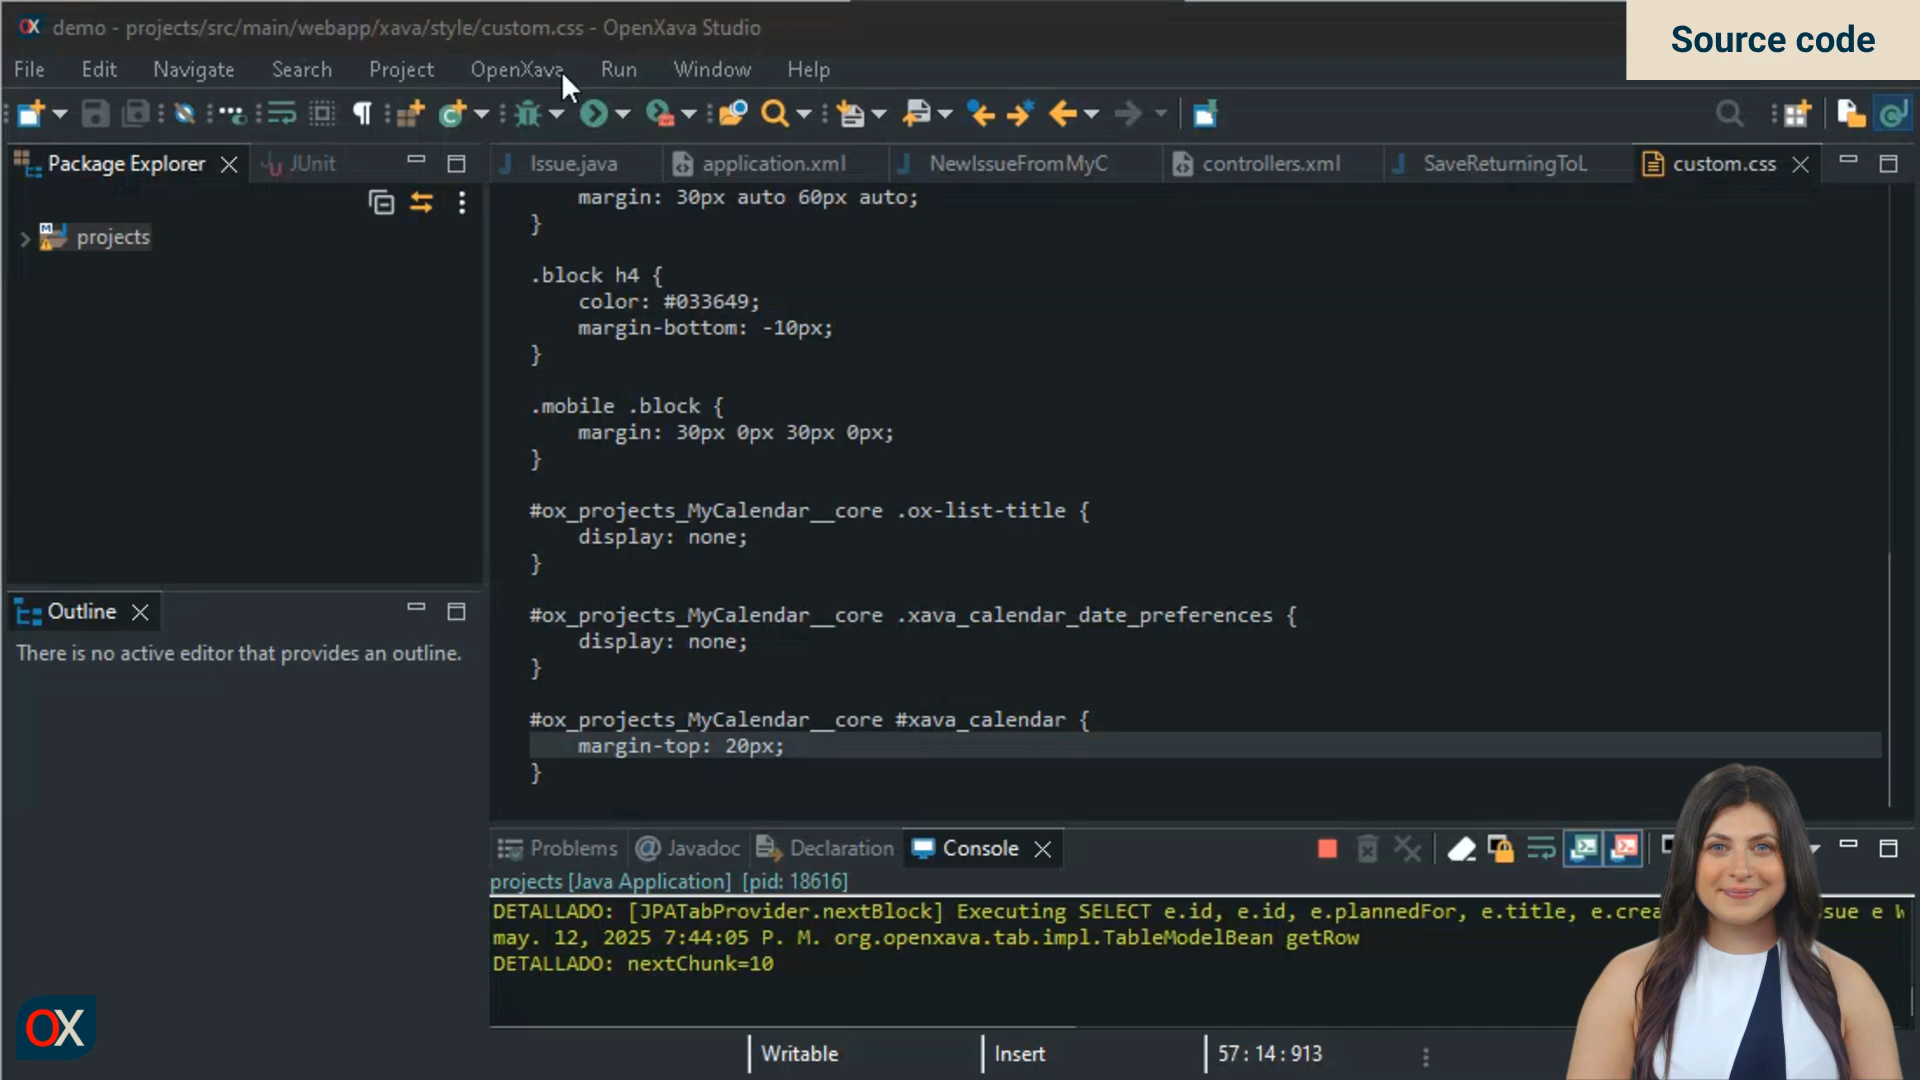 demo - projects/src/main/webapp/xava/style/custom.css - OpenXava Studio
Source code
File Edit Navigate Search Project OpenXava Run Window Help
Package Explorer
JUnit
Issue.java
application.xml
NewIssueFromMyC
controllers.xml
SaveReturningToL
custom.css
projects
margin: 30px auto 60px auto;
}
.block h4 {
color: #033649;
margin-bottom: -10px;
}
.mobile .block {
margin: 30px 0px 30px 0px;
}
#ox_projects_MyCalendar__core .ox-list-title {
display: none;
}
#ox_projects_MyCalendar__core .xava_calendar_date_preferences {
display: none;
}
#ox_projects_MyCalendar__core #xava_calendar {
margin-top: 20px;
}
Outline
There is no active editor that provides an outline.
Problems
Javadoc
Declaration
Console
projects [Java Application] [pid: 18616]
DETALLADO: [JPATabProvider.nextBlock] Executing SELECT e.id, e.id, e.plannedFor, e.title, e.crea sue e W
may. 12, 2025 7:44:05 P. M. org.openxava.tab.impl.TableModelBean getRow
DETALLADO: nextChunk=10
OX
Writable
Insert
57:14:913